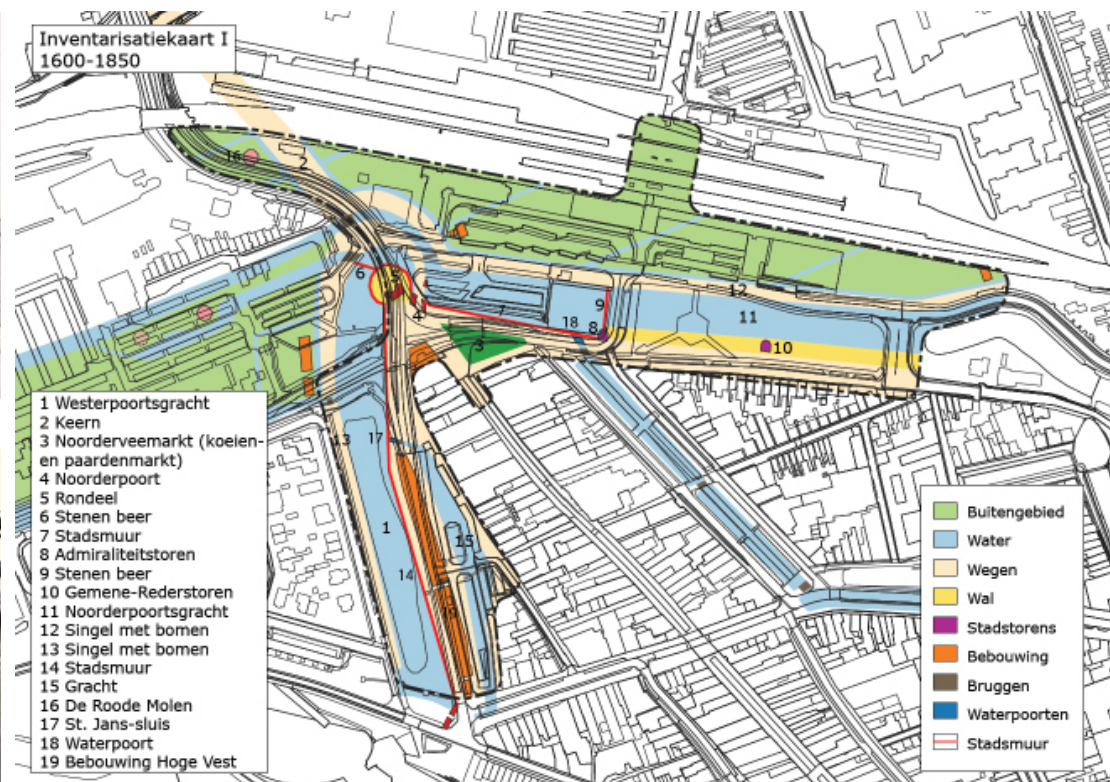 Inventarisatiekaart I
1600-1850
16
2
6
5
4
7
18
9
8
12
11
10
3
13
17
1
14
15
19
1 Westerpoortsgracht
2 Keern
3 Noorderveemarkt (koeien-
en paardenmarkt)
4 Noorderpoort
5 Rondeel
6 Stenen beer
7 Stadsmuur
8 Admiraliteitstoren
9 Stenen beer
10 Gemene-Rederstoren
11 Noorderpoortsgracht
12 Singel met bomen
13 Singel met bomen
14 Stadsmuur
15 Gracht
16 De Roode Molen
17 St. Jans-sluis
18 Waterpoort
19 Bebouwing Hoge Vest
Buitengebied
Water
Wegen
Wal
Stadstorens
Bebouwing
Bruggen
Waterpoorten
Stadsmuur